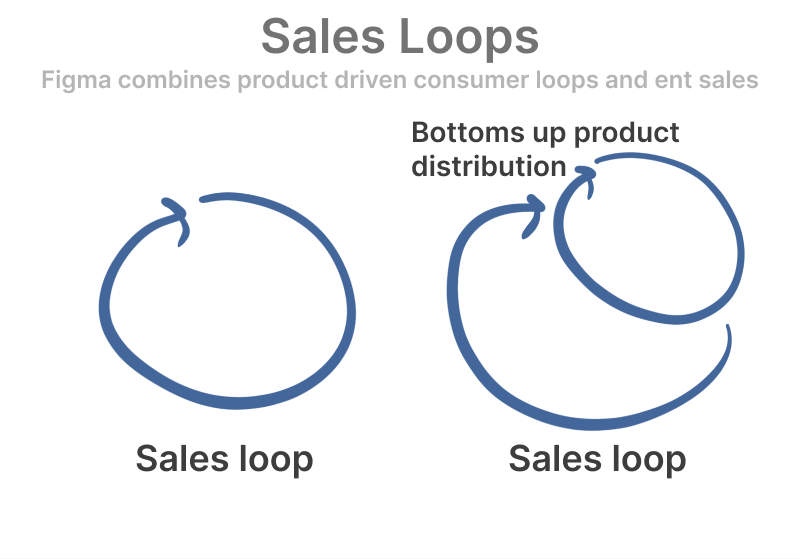 Sales Loops
Figma combines product driven consumer loops and ent sales
Bottoms up product
distribution
Sales loop
Sales loop